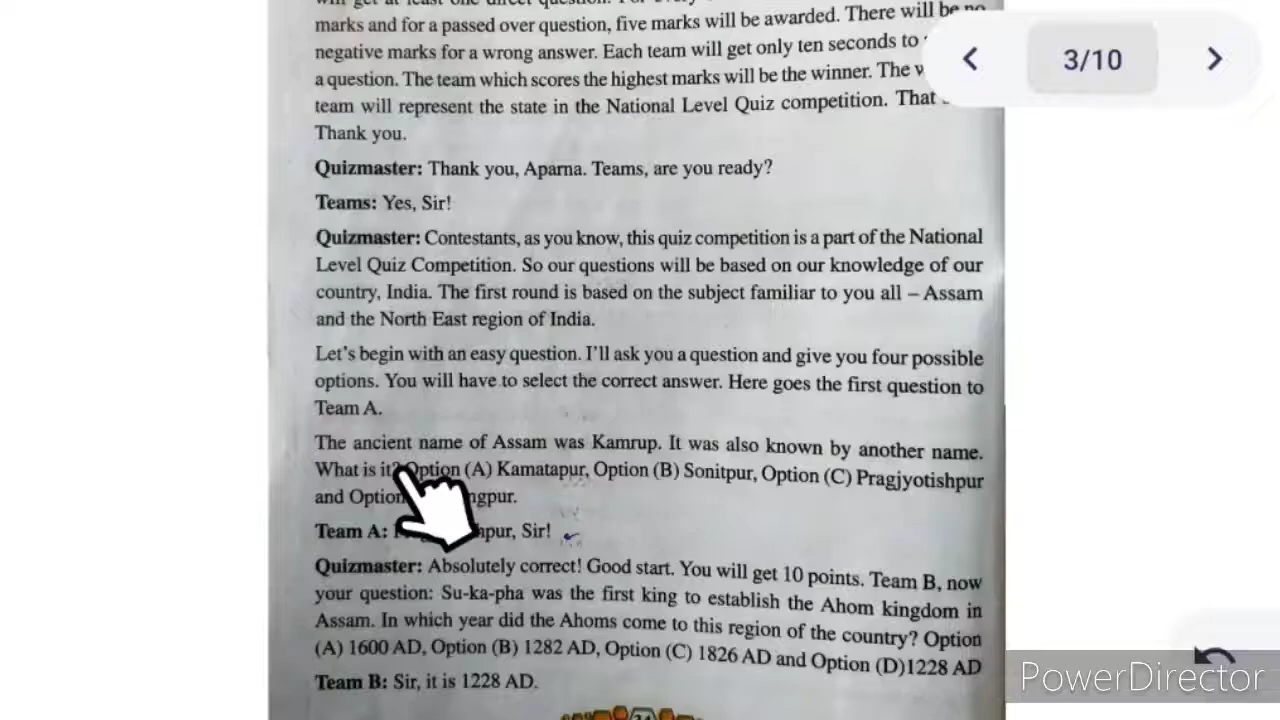 marks and for a passed over question, five marks will be awarded. There will be no
negative marks for a wrong answer. Each team will get only ten seconds to
a question. The team which scores the highest marks will be the winner. The
team will represent the state in the National Level Quiz competition. That
Thank you.
Quizmaster: Thank you, Aparna. Teams, are you ready?
Teams: Yes, Sir!
Quizmaster: Contestants, as you know, this quiz competition is a part of the National
Level Quiz Competition. So our questions will be based on our knowledge of our
country, India. The first round is based on the subject familiar to you all – Assam
and the North East region of India.
Let's begin with an easy question. I'll ask you a question and give you four possible
options. You will have to select the correct answer. Here goes the first question to
Team A.
The ancient name of Assam was Kamrup. It was also known by another name.
What is it? Option (A) Kamatapur, Option (B) Sonitpur, Option (C) Pragjyotishpur
and Option
Team A: Sir!
Quizmaster: Absolutely correct! Good start. You will get 10 points. Team B, now
your question: Su-ka-pha was the first king to establish the Ahom kingdom in
Assam. In which year did the Ahoms come to this region of the country? Option
(A) 1600 AD, Option (B) 1282 AD, Option (C) 1826 AD and Option (D)1228 AD
Team B: Sir, it is 1228 AD.
3/10
PowerDirector